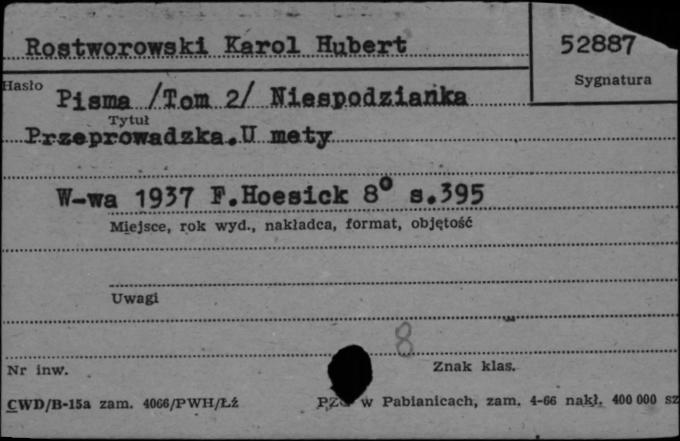 Rostworowski Karol Hubert
52887
Hasło
Sygnatura
Pisma /Tom 2/ Niespodzianka
Tytuł
Przeprowadzka.U mety
W-wa 1937 F.Hoesick 8° s.395
Miejsce, rok wyd., nakładca, format, objętość
Uwagi
8
Nr inw.
Znak klas.
CWD/B-15a zam. 4066/PWH/Łź
w Pabianicach, zam. 4-66 nakł. 400 000 sz